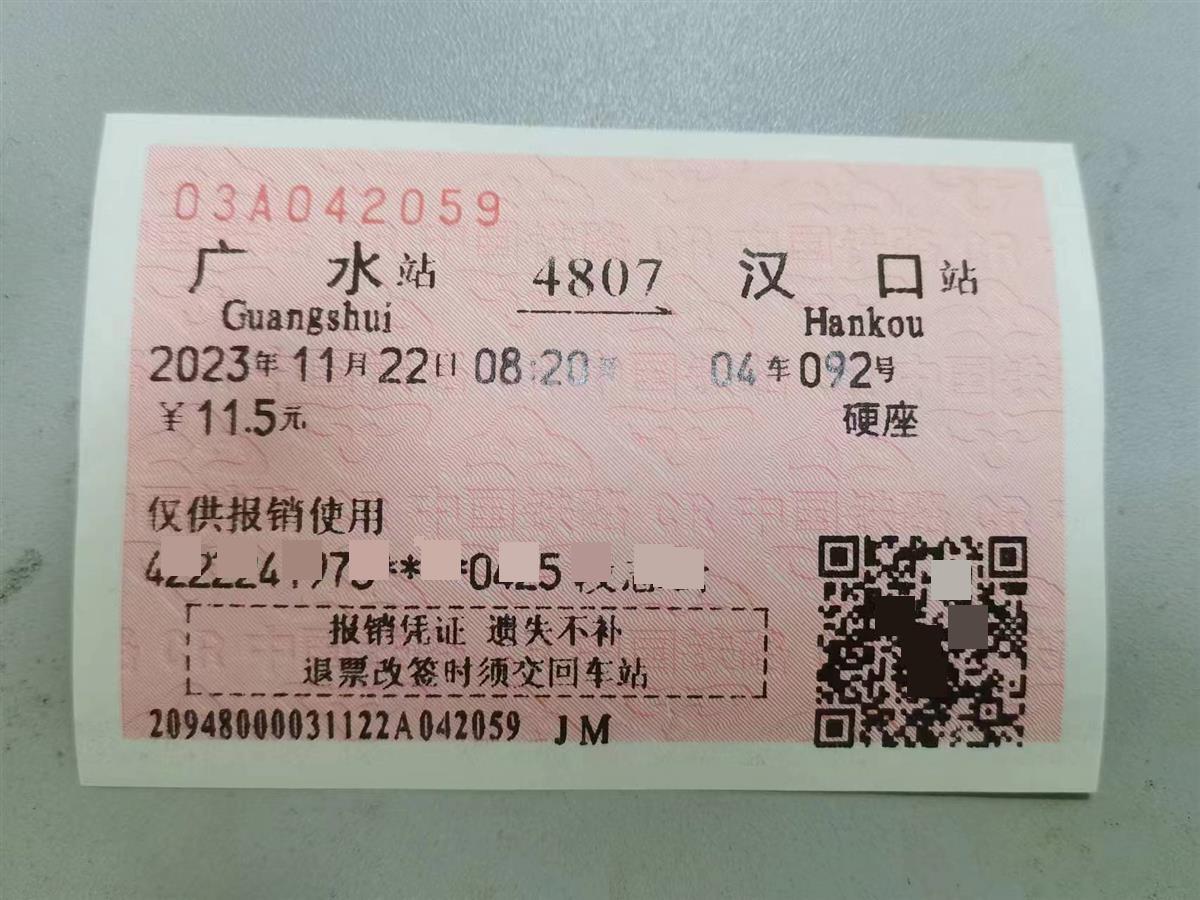 03A042059
广水站 4807 汉口站
Guangshui Hankou
2023年11月22日 08:20开 04车092号
￥11.5元 硬座
仅供报销使用
报销凭证 遗失不补
退票改签时须交回车站
20948000031122A042059 JM